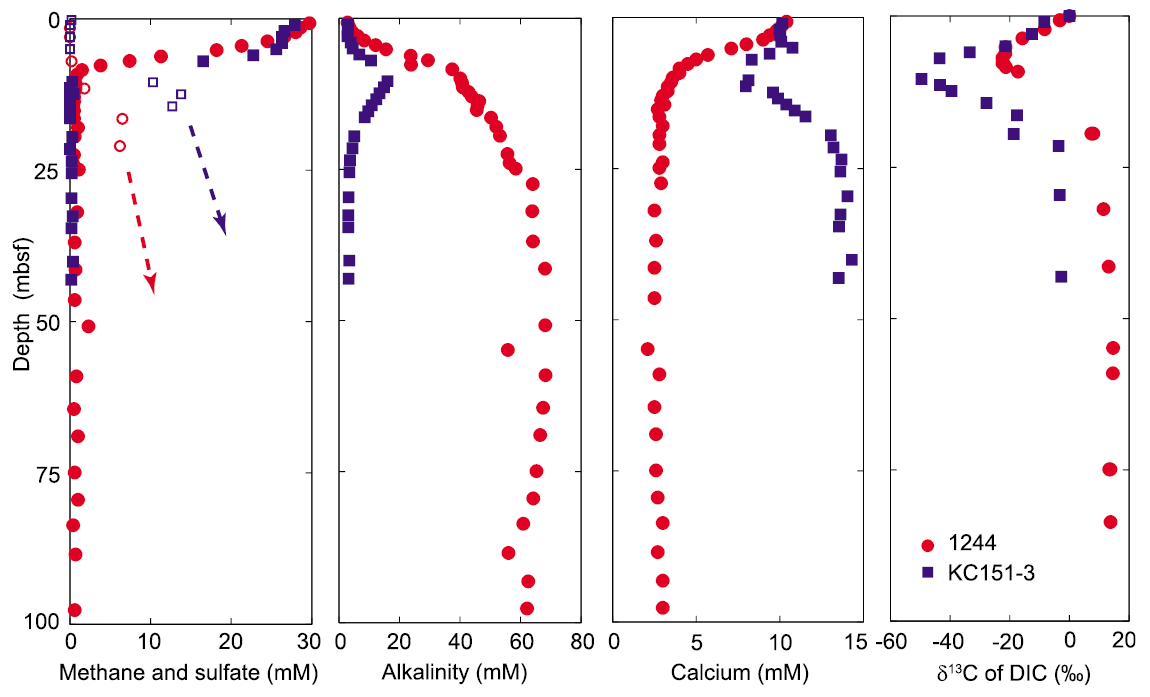 0
25
50
75
100
Depth (mbsf)
0 10 20 30
Methane and sulfate (mM)
0 20 40 60 80
Alkalinity (mM)
0 5 10 15
Calcium (mM)
-60 -40 -20 0 20
δ¹³C of DIC (‰)
1244
KC151-3